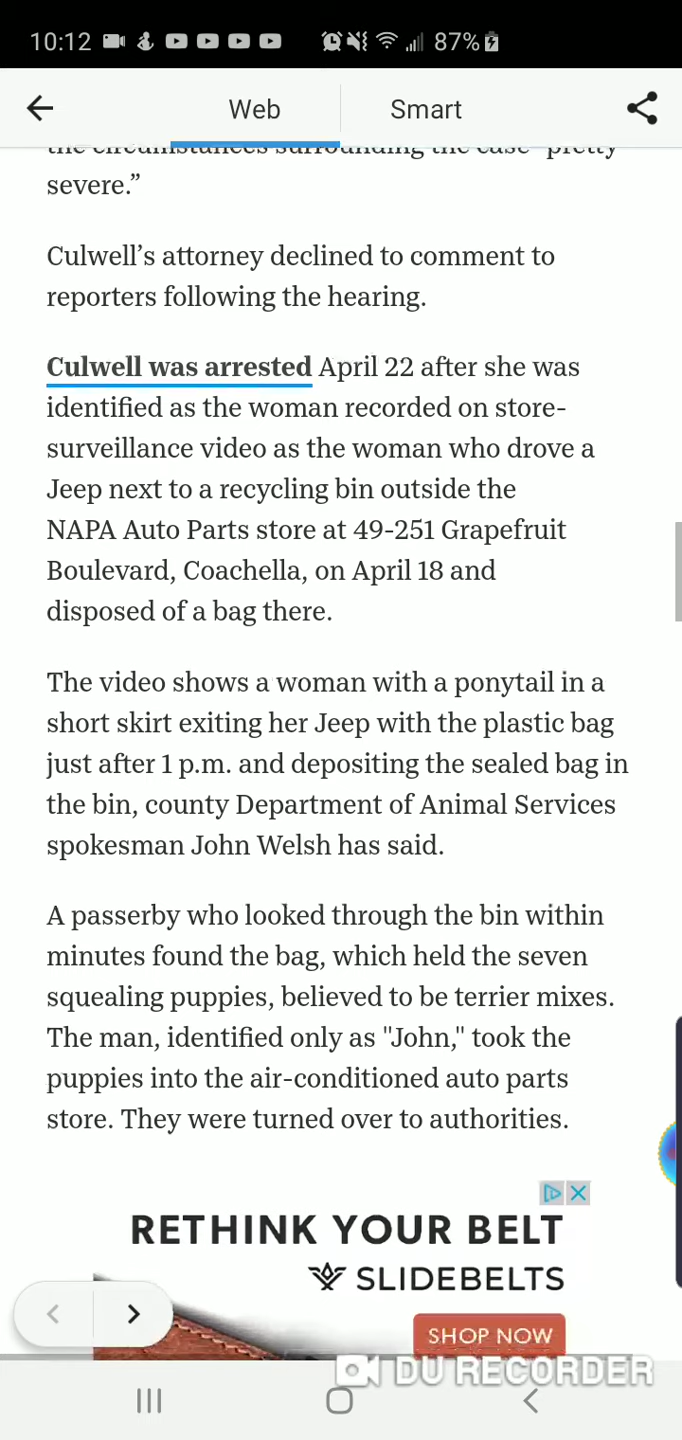 10:12 87%
Web Smart
the circumstances surrounding the case "pretty
severe.”
Culwell’s attorney declined to comment to
reporters following the hearing.
Culwell was arrested April 22 after she was
identified as the woman recorded on store-
surveillance video as the woman who drove a
Jeep next to a recycling bin outside the
NAPA Auto Parts store at 49-251 Grapefruit
Boulevard, Coachella, on April 18 and
disposed of a bag there.
The video shows a woman with a ponytail in a
short skirt exiting her Jeep with the plastic bag
just after 1 p.m. and depositing the sealed bag in
the bin, county Department of Animal Services
spokesman John Welsh has said.
A passerby who looked through the bin within
minutes found the bag, which held the seven
squealing puppies, believed to be terrier mixes.
The man, identified only as "John," took the
puppies into the air-conditioned auto parts
store. They were turned over to authorities.
RETHINK YOUR BELT
SLIDEBELTS
SHOP NOW
DU RECORDER